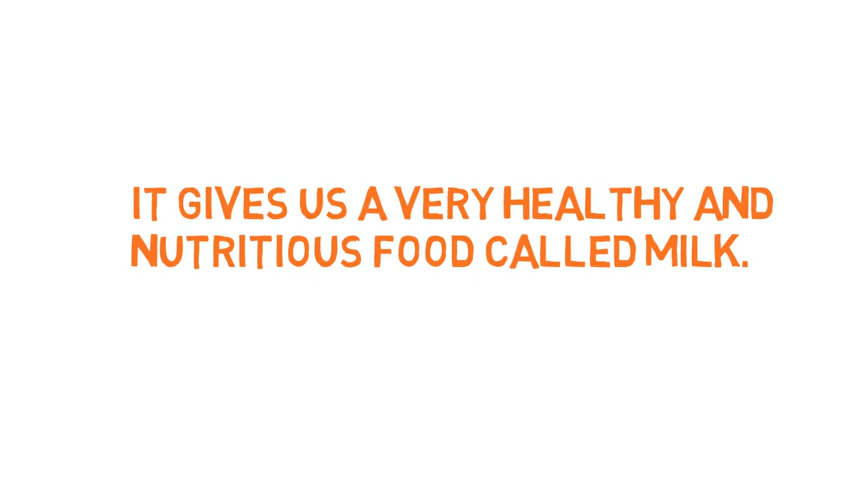 IT GIVES US A VERY HEALTHY AND
NUTRITIOUS FOOD CALLED MILK.